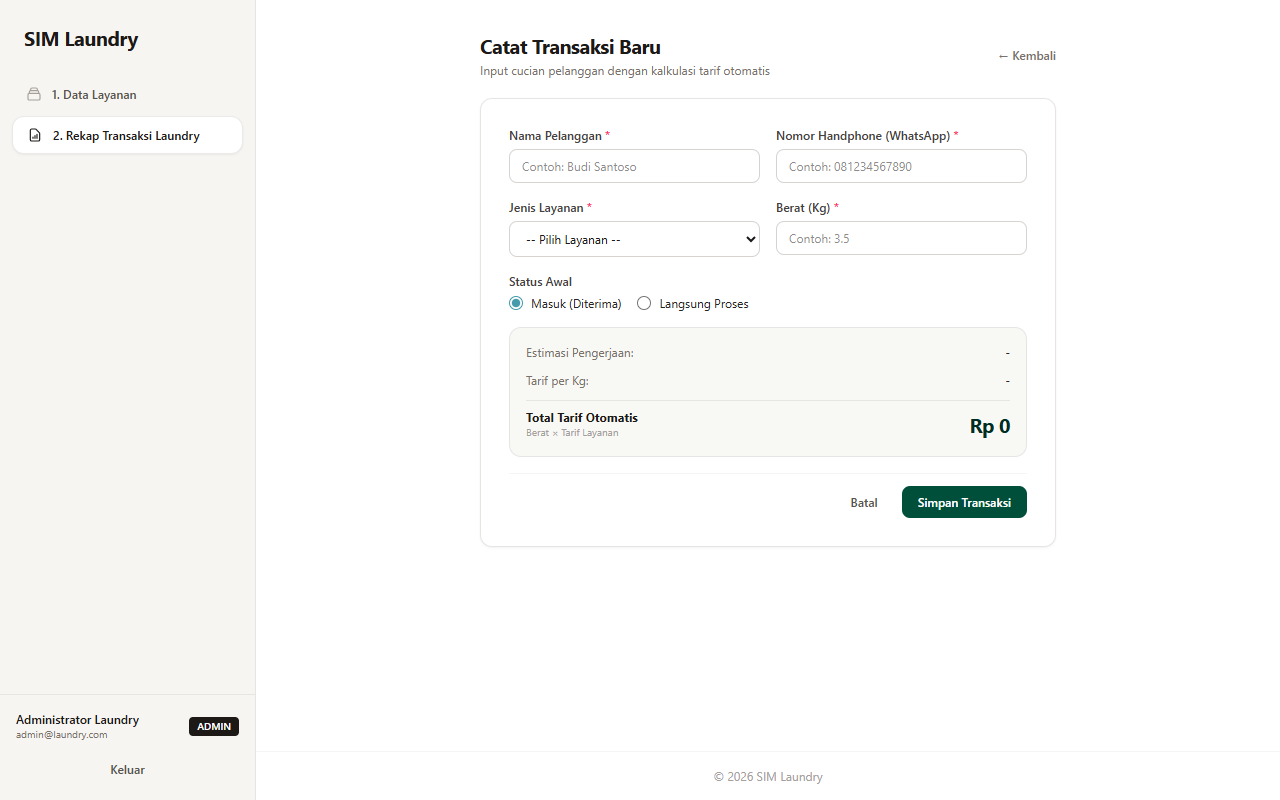 SIM Laundry
1. Data Layanan
2. Rekap Transaksi Laundry
Administrator Laundry
admin@laundry.com
ADMIN
Keluar
Catat Transaksi Baru
Input cucian pelanggan dengan kalkulasi tarif otomatis
← Kembali
Nama Pelanggan *
Contoh: Budi Santoso
Nomor Handphone (WhatsApp) *
Contoh: 081234567890
Jenis Layanan *
-- Pilih Layanan --
Berat (Kg) *
Contoh: 3.5
Status Awal
Masuk (Diterima)
Langsung Proses
Estimasi Pengerjaan: -
Tarif per Kg: -
Total Tarif Otomatis
Berat × Tarif Layanan
Rp 0
Batal
Simpan Transaksi
© 2026 SIM Laundry